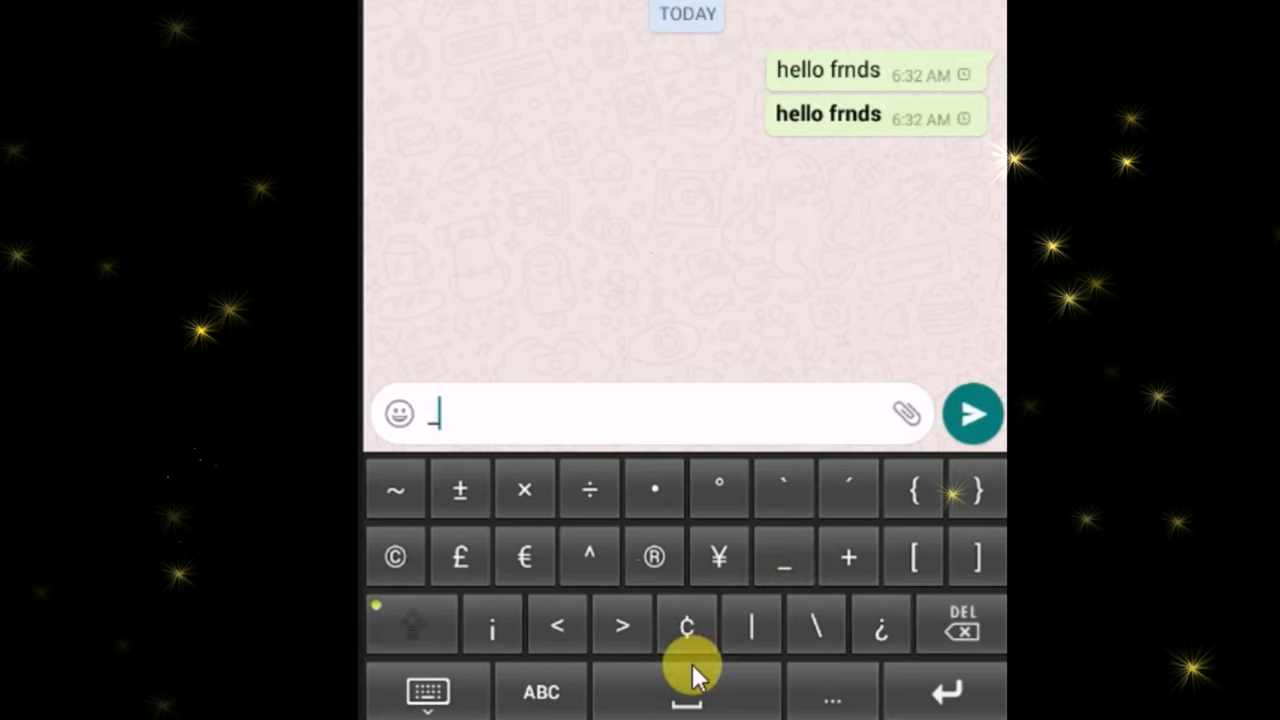 TODAY
hello frnds 6:32 AM
hello frnds 6:32 AM
_
~ ± × ÷ • ° ` ´ { }
© £ € ^ ® ¥ _ + [ ]
¡ < > ¢ | \ ¿ DEL
ABC ...